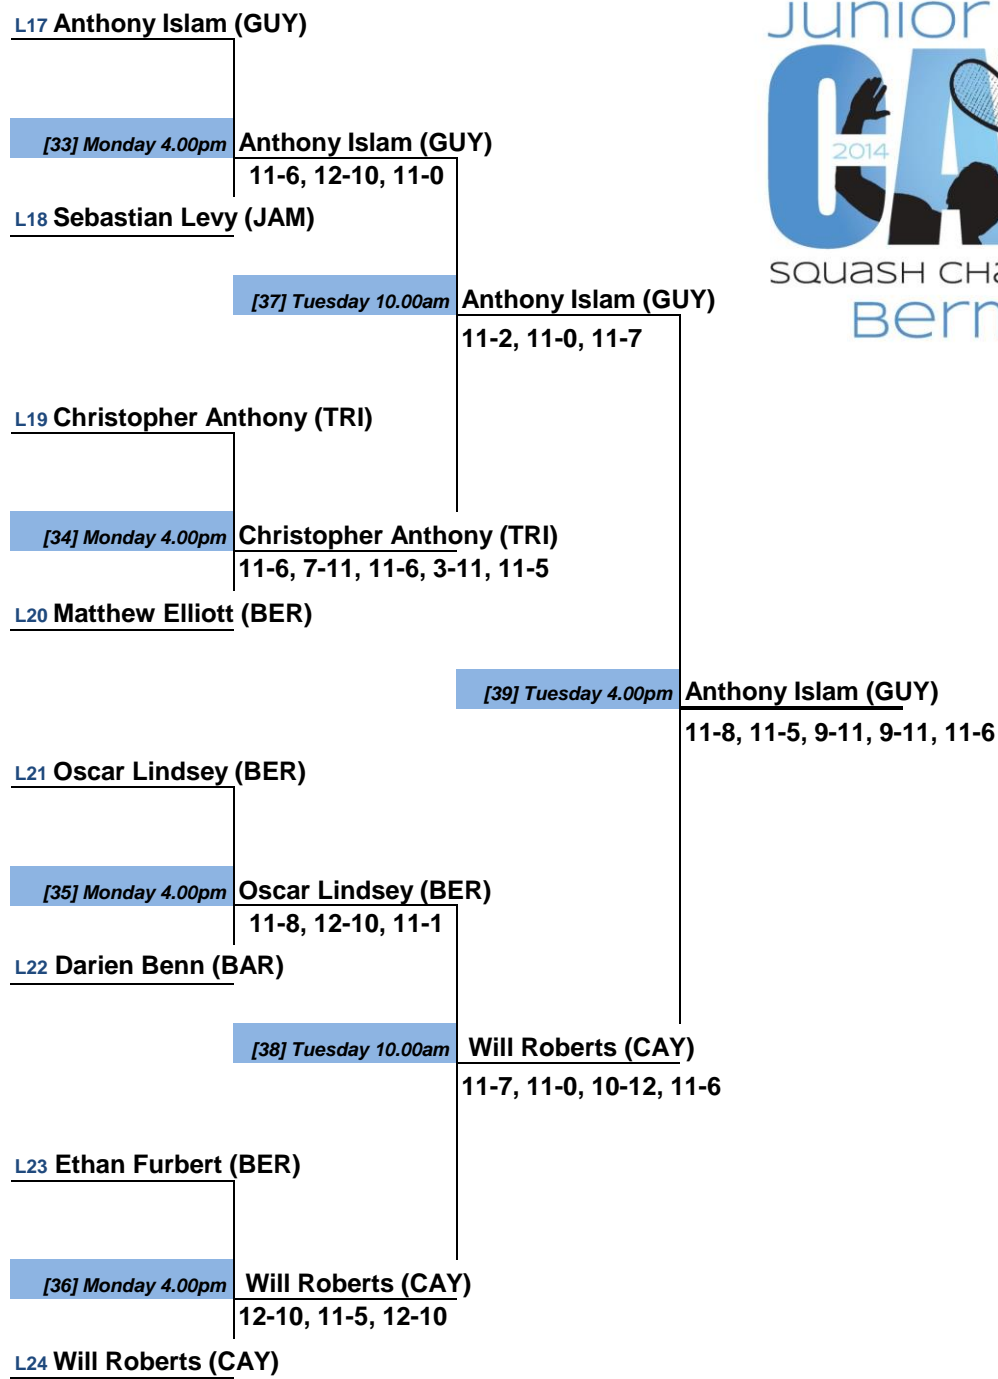 JUNIOR
L17 Anthony Islam (GUY)
CA
2014
[33] Monday 4.00pm Anthony Islam (GUY)
11-6, 12-10, 11-0
L18 Sebastian Levy (JAM)
SQUASH CHA
[37] Tuesday 10.00am Anthony Islam (GUY)
Ber
11-2, 11-0, 11-7
L19 Christopher Anthony (TRI)
[34] Monday 4.00pm Christopher Anthony (TRI)
11-6, 7-11, 11-6, 3-11, 11-5
L20 Matthew Elliott (BER)
[39] Tuesday 4.00pm Anthony Islam (GUY)
11-8, 11-5, 9-11, 9-11, 11-6
L21 Oscar Lindsey (BER)
[35] Monday 4.00pm Oscar Lindsey (BER)
11-8, 12-10, 11-1
L22 Darien Benn (BAR)
[38] Tuesday 10.00am Will Roberts (CAY)
11-7, 11-0, 10-12, 11-6
L23 Ethan Furbert (BER)
[36] Monday 4.00pm Will Roberts (CAY)
12-10, 11-5, 12-10
L24 Will Roberts (CAY)